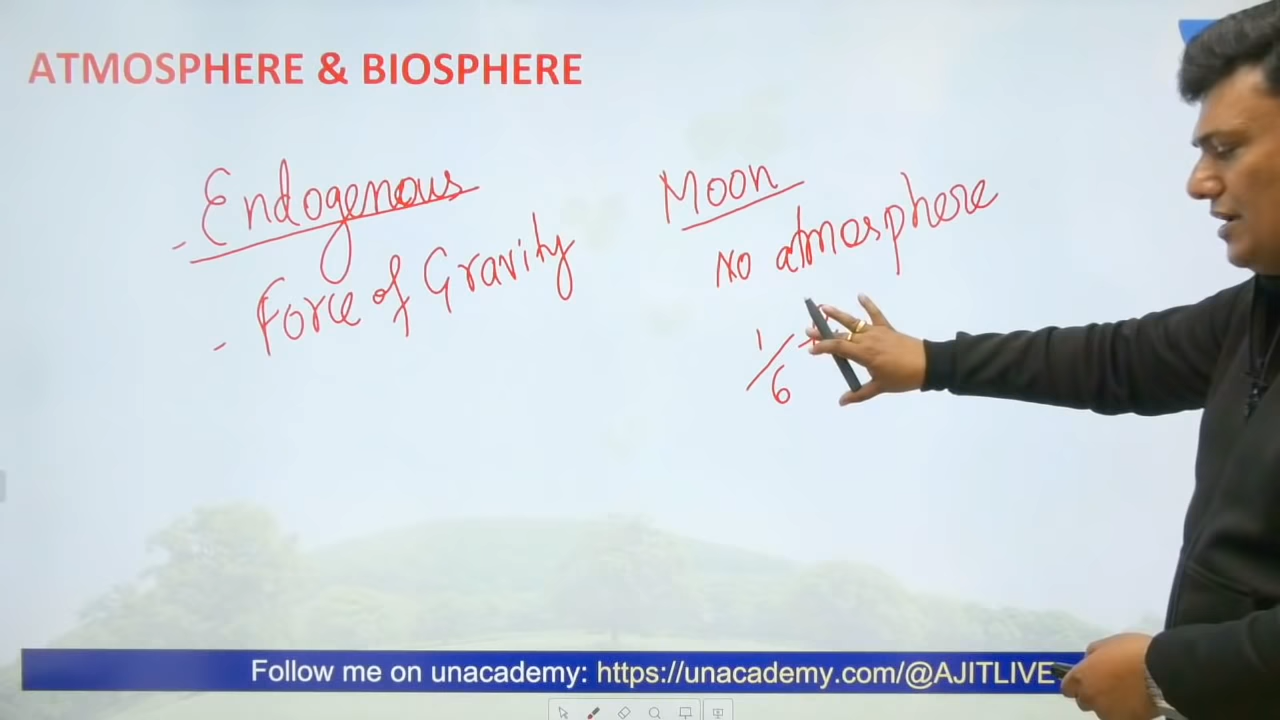 ATMOSPHERE & BIOSPHERE
- Endogenous
- Force of Gravity
Moon
No atmosphere
1/6
Follow me on unacademy: https://unacademy.com/@AJITLIVE